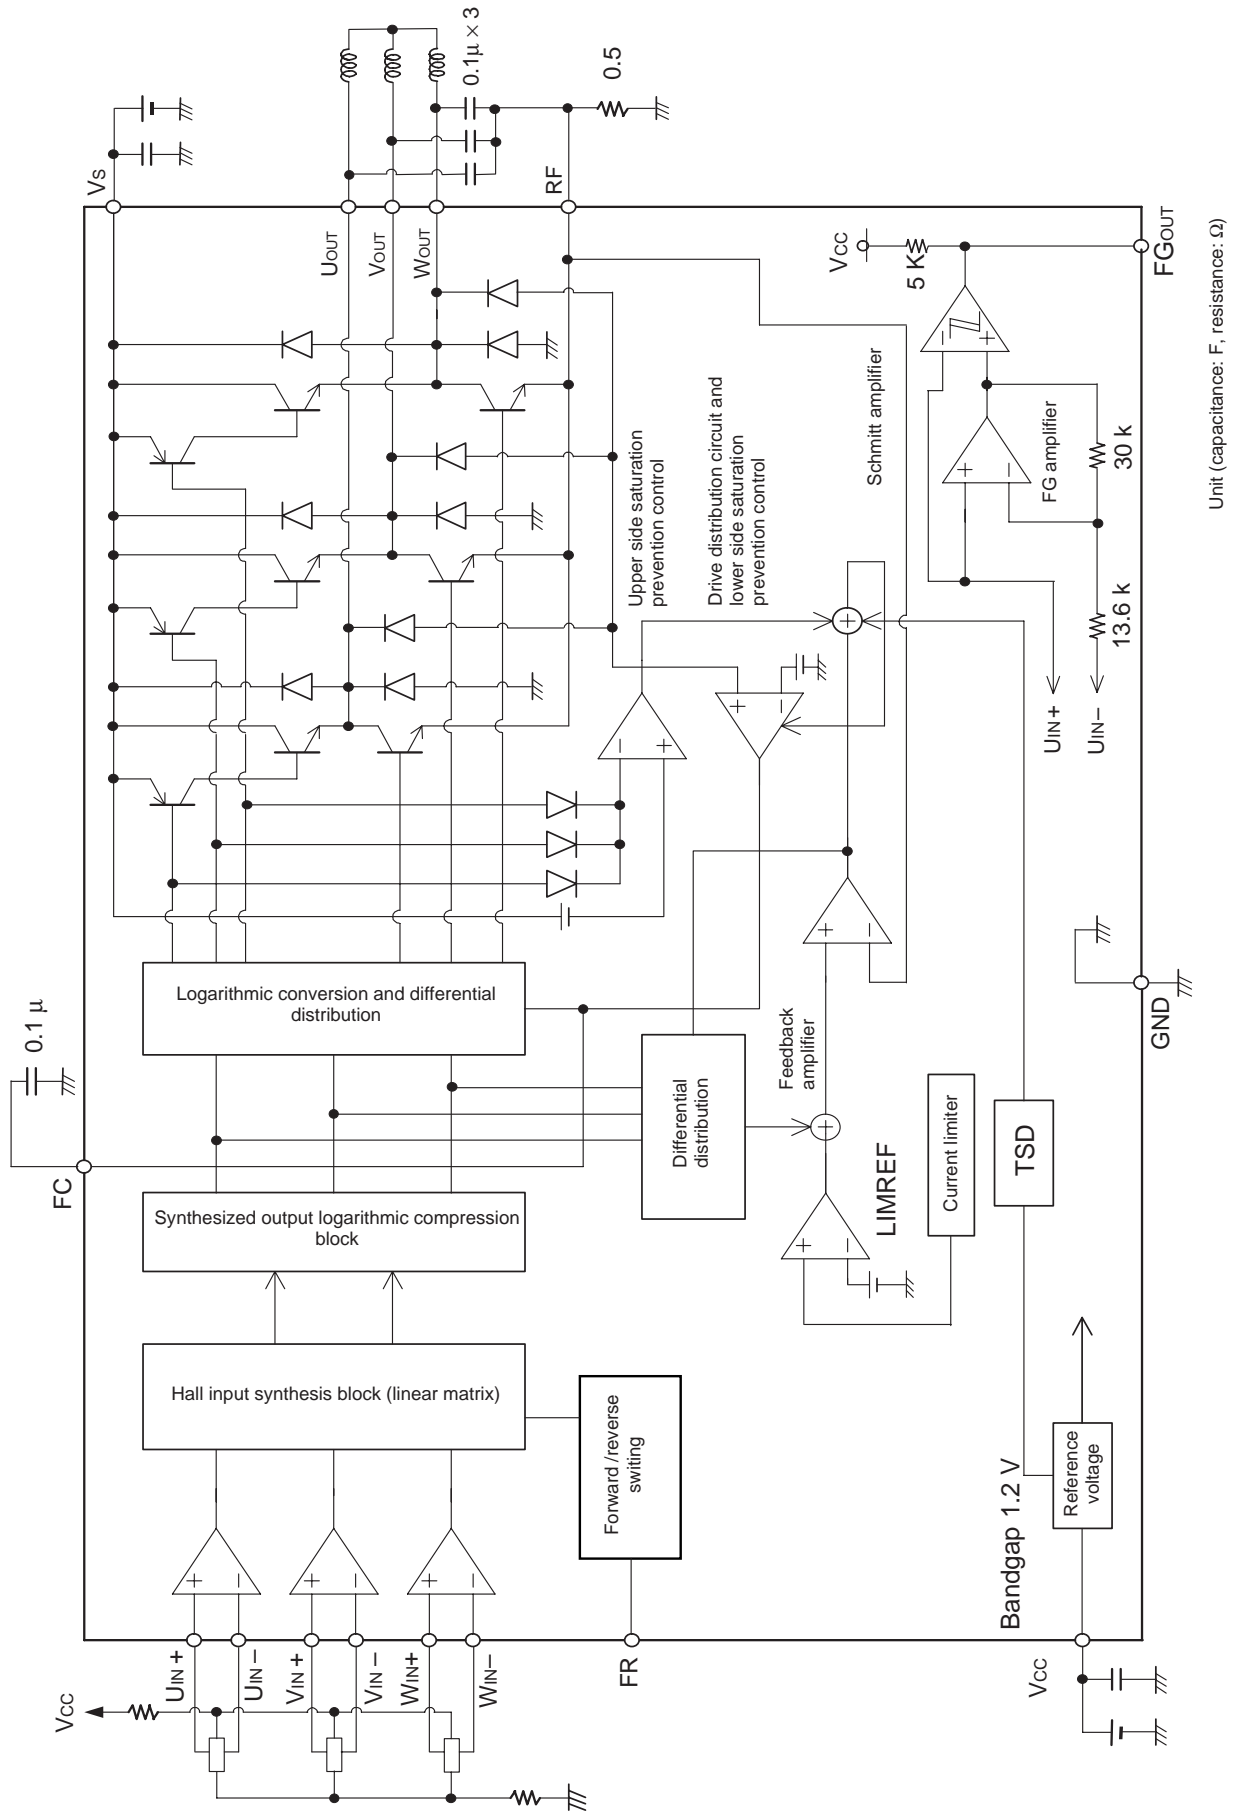 VS
0.1µ × 3
0.5
RF
UOUT
VOUT
WOUT
VCC
5 K
FGOUT
Unit (capacitance: F, resistance: Ω)
Upper side saturation
prevention control
Drive distribution circuit and
lower side saturation
prevention control
Schmitt amplifier
−
+
FG amplifier
+
−
30 k
13.6 k
UIN+
UIN−
−
+
+
−
+
+
−
0.1 µ
FC
Logarithmic conversion and differential
distribution
Synthesized output logarithmic compression
block
Differential
distribution
Feedback
amplifier
+
LIMREF
+
−
Current limiter
TSD
GND
Hall input synthesis block (linear matrix)
Forward /reverse
switing
Bandgap 1.2 V
Reference
voltage
+
−
+
−
+
−
VCC
UIN +
UIN −
VIN +
VIN −
WIN+
WIN−
FR
VCC